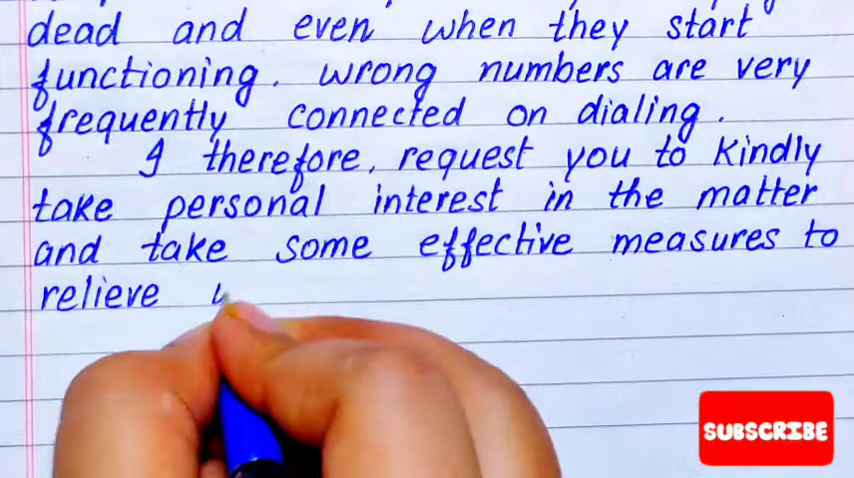 dead and even when they start
functioning. wrong numbers are very
frequently connected on dialing.
I therefore, request you to kindly
take personal interest in the matter
and take some effective measures to
relieve
SUBSCRIBE